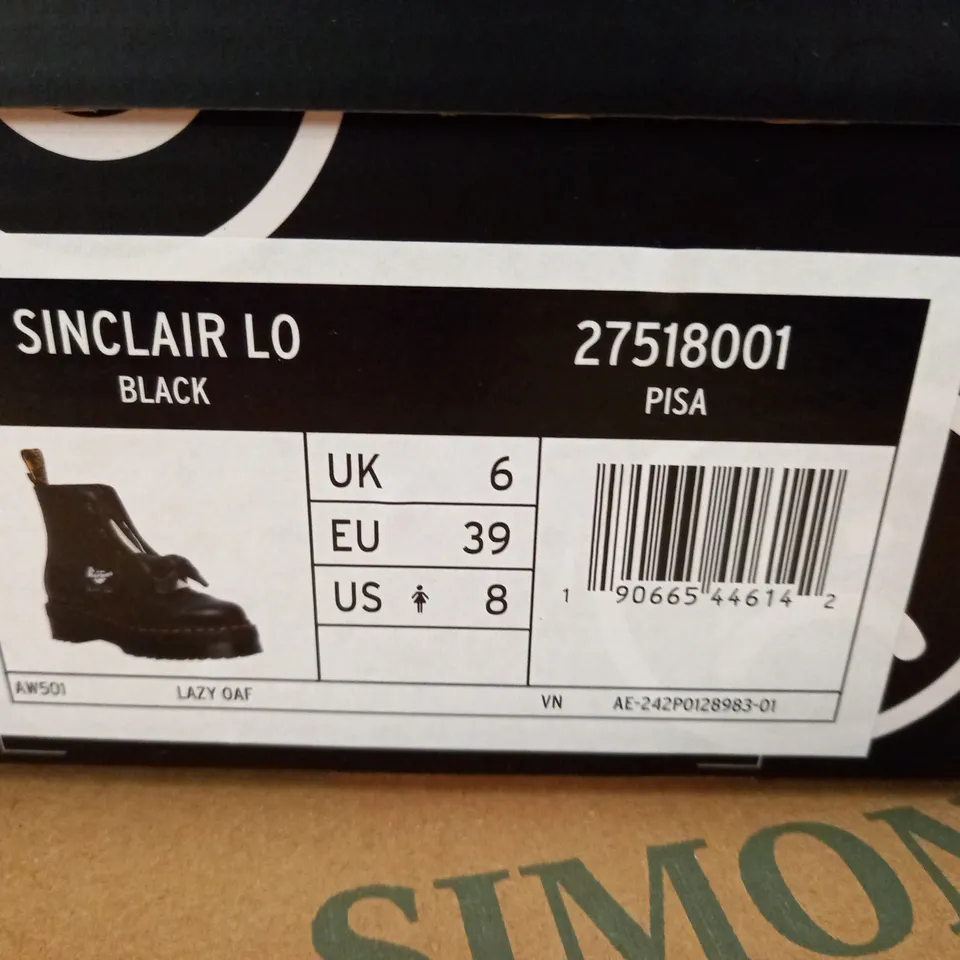 SINCLAIR LO
BLACK
27518001
PISA
UK 6
EU 39
US 8
1 90665 44614 2
AW501
LAZY OAF
VN
AE-242P0128983-01
SIMON